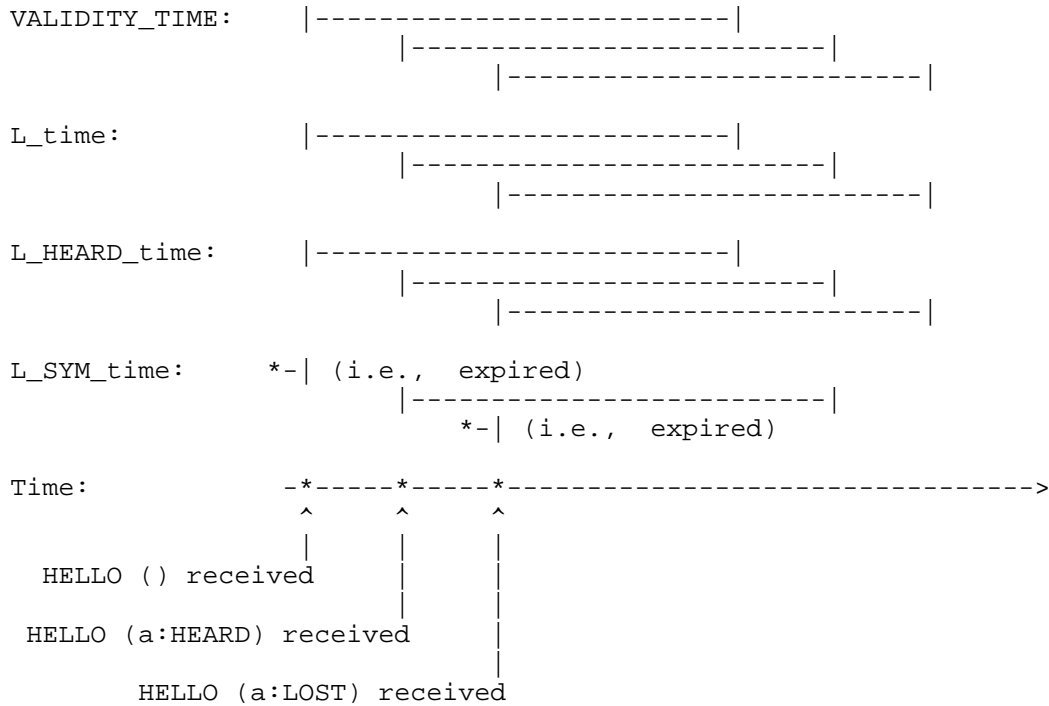 VALIDITY_TIME:      |--------------------------|
                          |--------------------------|
                                |--------------------------|
L_time:             |--------------------------|
                          |--------------------------|
                                |--------------------------|
L_HEARD_time:       |--------------------------|
                          |--------------------------|
                                |--------------------------|
L_SYM_time:       *-| (i.e.,  expired)
                          |--------------------------|
                              *-| (i.e.,  expired)
Time:              -*-----*-----*--------------------------------->
                    ^     ^     ^
                    |     |     |
  HELLO () received       |     |
                          |     |
 HELLO (a:HEARD) received       |
                                |
        HELLO (a:LOST) received